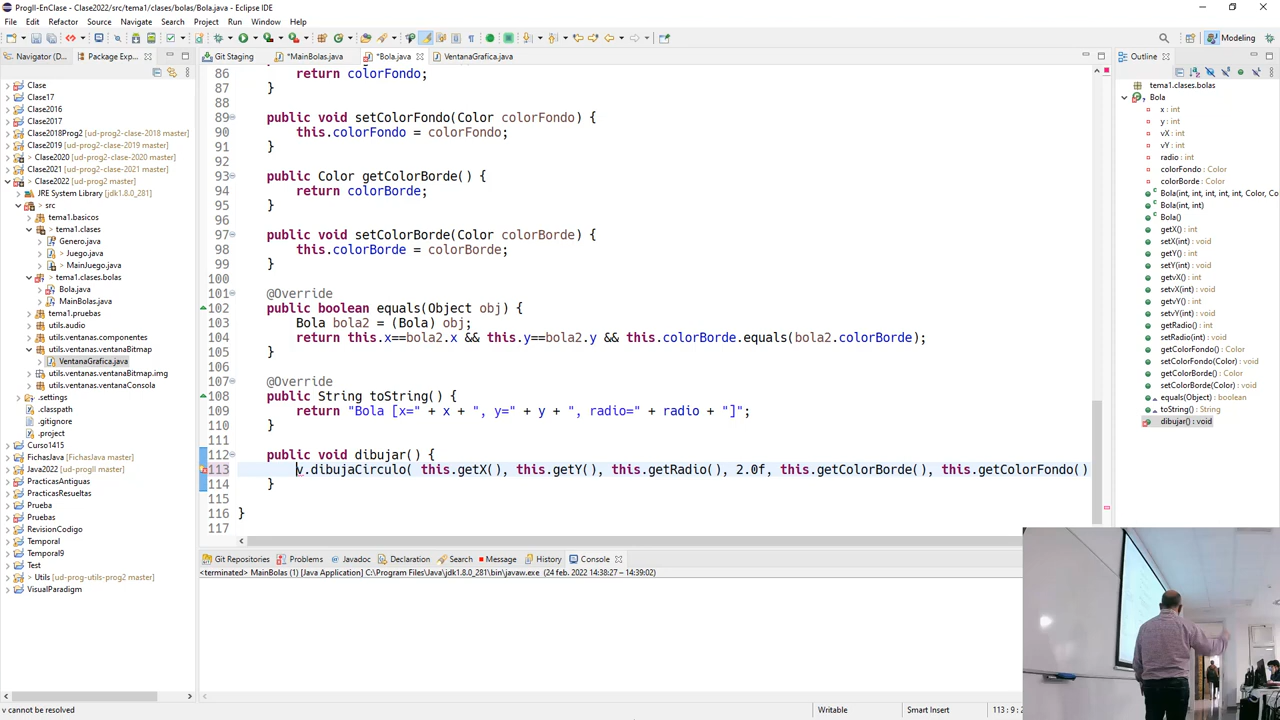 ProgII-EnClase - Clase2022/src/tema1/clases/bolas/Bola.java - Eclipse IDE
File Edit Refactor Source Navigate Search Project Run Window Help
Modeling
Navigator (D... Package Exp... Git Staging *MainBolas.java *Bola.java VentanaGrafica.java Outline
Clase
Clase17
Clase2016
Clase2017
Clase2018Prog2 [ud-prog2-clase-2018 master]
Clase2019 [ud-prog2-clase-2019 master]
> Clase2020 [ud-prog2-clase-2020 master]
Clase2021 [ud-prog2-clase-2021 master]
> Clase2022 [ud-prog2 master]
JRE System Library [jdk1.8.0_281]
> src
tema1.basicos
> tema1.clases
Genero.java
> Juego.java
> MainJuego.java
> tema1.clases.bolas
Bola.java
MainBolas.java
tema1.pruebas
utils.audio
utils.ventanas.componentes
utils.ventanas.ventanaBitmap
VentanaGrafica.java
utils.ventanas.ventanaBitmap.img
utils.ventanas.ventanaConsola
.settings
.classpath
.gitignore
.project
Curso1415
FichasJava [FichasJava master]
Java2022 [ud-progII master]
PracticasAntiguas
PracticasResueltas
Prueba
Pruebas
RevisionCodigo
Temporal
Temporal9
Test
> Utils [ud-prog-utils-prog2 master]
VisualParadigm
86 return colorFondo;
87 }
88
89 public void setColorFondo(Color colorFondo) {
90 this.colorFondo = colorFondo;
91 }
92
93 public Color getColorBorde() {
94 return colorBorde;
95 }
96
97 public void setColorBorde(Color colorBorde) {
98 this.colorBorde = colorBorde;
99 }
100
101 @Override
102 public boolean equals(Object obj) {
103 Bola bola2 = (Bola) obj;
104 return this.x==bola2.x && this.y==bola2.y && this.colorBorde.equals(bola2.colorBorde);
105 }
106
107 @Override
108 public String toString() {
109 return "Bola [x=" + x + ", y=" + y + ", radio=" + radio + "]";
110 }
111
112 public void dibujar() {
113 v.dibujaCirculo( this.getX(), this.getY(), this.getRadio(), 2.0f, this.getColorBorde(), this.getColorFondo()
114 }
115
116 }
117
tema1.clases.bolas
Bola
x : int
y : int
vX : int
vY : int
radio : int
colorFondo : Color
colorBorde : Color
Bola(int, int, int, int, int, Color, Co
Bola(int, int)
Bola()
getX() : int
setX(int) : void
getY() : int
setY(int) : void
setvX(int) : void
getvY() : int
setvY(int) : void
getRadio() : int
setRadio(int) : void
getColorFondo() : Color
setColorFondo(Color) : void
getColorBorde() : Color
setColorBorde(Color) : void
equals(Object) : boolean
toString() : String
dibujar() : void
Git Repositories Problems Javadoc Declaration Search Message History Console
<terminated> MainBolas (1) [Java Application] C:\Program Files\Java\jdk1.8.0_281\bin\javaw.exe (24 feb. 2022 14:38:27 – 14:39:02)
v cannot be resolved Writable Smart Insert 113 : 9 : 2